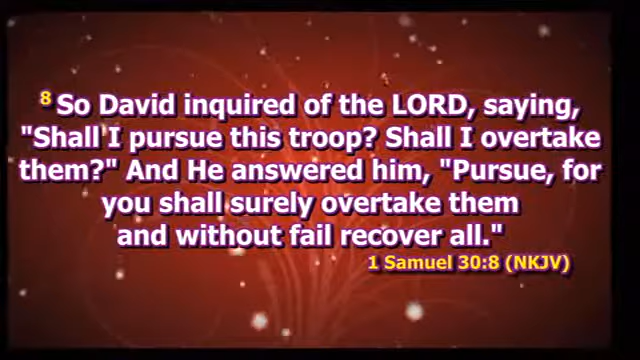 8 So David inquired of the LORD, saying,
"Shall I pursue this troop? Shall I overtake
them?" And He answered him, "Pursue, for
you shall surely overtake them
and without fail recover all."
1 Samuel 30:8 (NKJV)